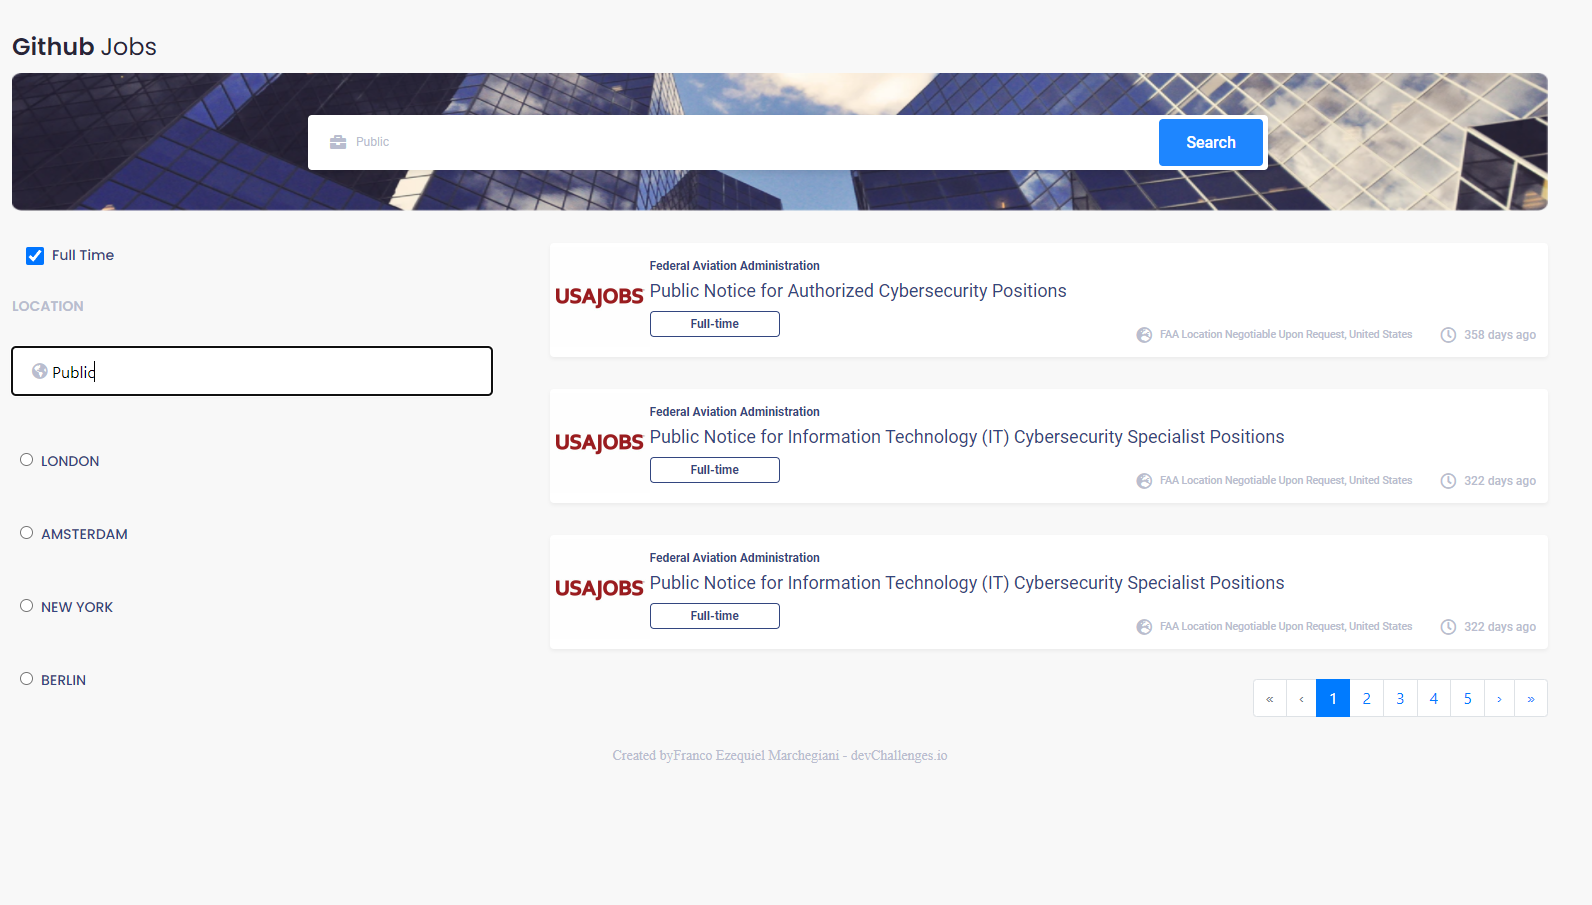 Github Jobs
Public
Search
Full Time
LOCATION
Public
LONDON
AMSTERDAM
NEW YORK
BERLIN
Federal Aviation Administration
USAJOBS
Public Notice for Authorized Cybersecurity Positions
Full-time
FAA Location Negotiable Upon Request, United States
358 days ago
Federal Aviation Administration
USAJOBS
Public Notice for Information Technology (IT) Cybersecurity Specialist Positions
Full-time
FAA Location Negotiable Upon Request, United States
322 days ago
Federal Aviation Administration
USAJOBS
Public Notice for Information Technology (IT) Cybersecurity Specialist Positions
Full-time
FAA Location Negotiable Upon Request, United States
322 days ago
« ‹ 1 2 3 4 5 › »
Created byFranco Ezequiel Marchegiani - devChallenges.io